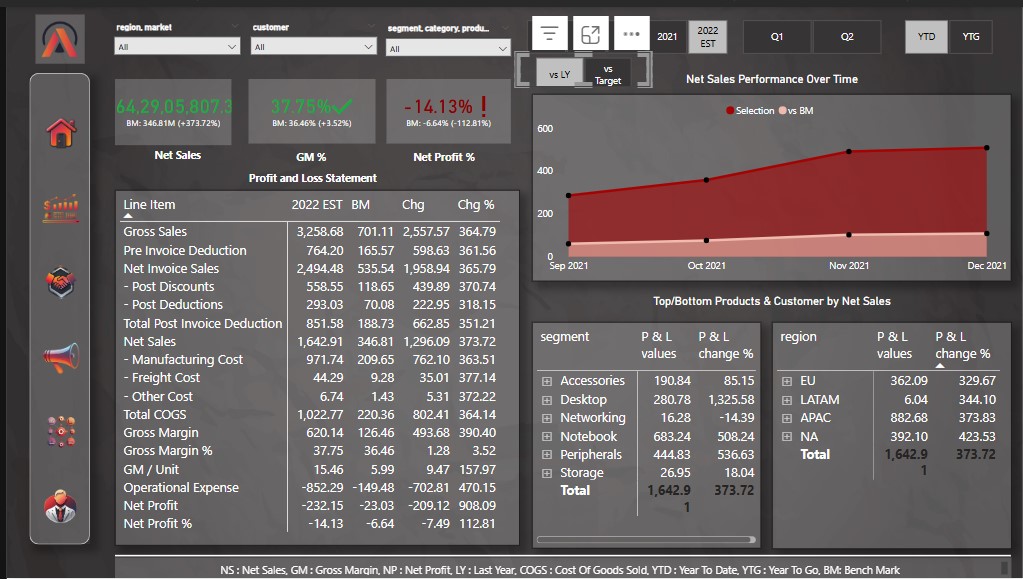 region, market
customer
segment, category, produ...
All
All
All
2021
2022 EST
Q1
Q2
YTD
YTG
vs LY
vs Target
64,29,05,807.3
BM: 346.81M (+373.72%)
Net Sales
37.75%
BM: 36.46% (+3.52%)
GM %
-14.13% !
BM: -6.64% (-112.81%)
Net Profit %
Profit and Loss Statement
Line Item 2022 EST BM Chg Chg %
Gross Sales 3,258.68 701.11 2,557.57 364.79
Pre Invoice Deduction 764.20 165.57 598.63 361.56
Net Invoice Sales 2,494.48 535.54 1,958.94 365.79
- Post Discounts 558.55 118.65 439.89 370.74
- Post Deductions 293.03 70.08 222.95 318.15
Total Post Invoice Deduction 851.58 188.73 662.85 351.21
Net Sales 1,642.91 346.81 1,296.09 373.72
- Manufacturing Cost 971.74 209.65 762.10 363.51
- Freight Cost 44.29 9.28 35.01 377.14
- Other Cost 6.74 1.43 5.31 372.22
Total COGS 1,022.77 220.36 802.41 364.14
Gross Margin 620.14 126.46 493.68 390.40
Gross Margin % 37.75 36.46 1.28 3.52
GM / Unit 15.46 5.99 9.47 157.97
Operational Expense -852.29 -149.48 -702.81 470.15
Net Profit -232.15 -23.03 -209.12 908.09
Net Profit % -14.13 -6.64 -7.49 112.81
Net Sales Performance Over Time
Selection vs BM
600
400
200
0
Sep 2021 Oct 2021 Nov 2021 Dec 2021
Top/Bottom Products & Customer by Net Sales
segment P & L values P & L change %
Accessories 190.84 85.15
Desktop 280.78 1,325.58
Networking 16.28 -14.39
Notebook 683.24 508.24
Peripherals 444.83 536.63
Storage 26.95 18.04
Total 1,642.91 373.72
region P & L values P & L change %
EU 362.09 329.67
LATAM 6.04 344.10
APAC 882.68 373.83
NA 392.10 423.53
Total 1,642.91 373.72
NS : Net Sales, GM : Gross Margin, NP : Net Profit, LY : Last Year, COGS : Cost Of Goods Sold, YTD : Year To Date, YTG : Year To Go, BM: Bench Mark